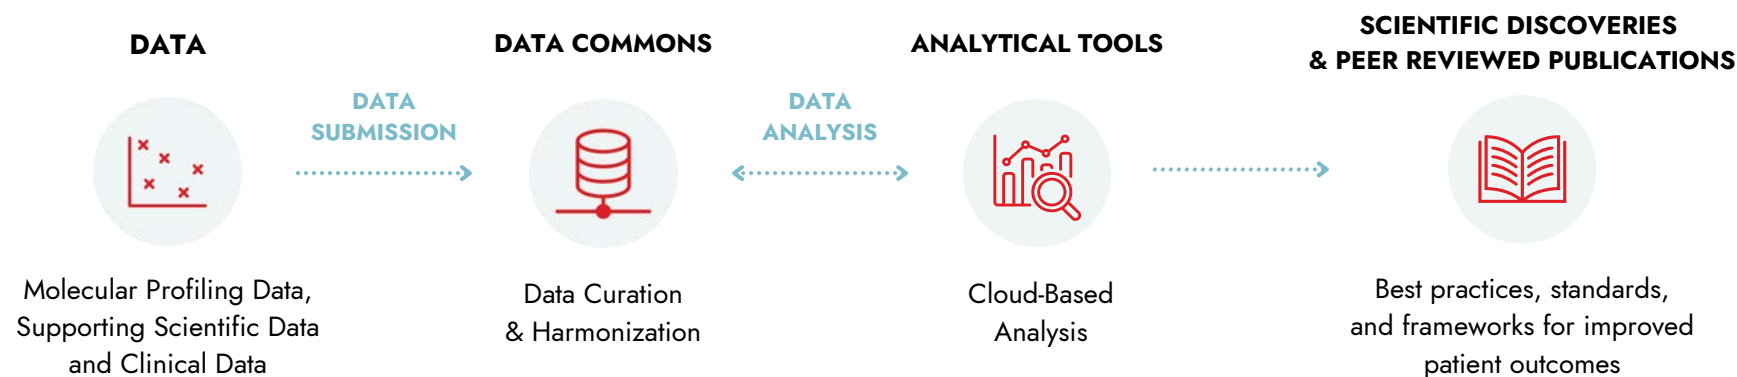 DATA
DATA COMMONS
ANALYTICAL TOOLS
SCIENTIFIC DISCOVERIES
& PEER REVIEWED PUBLICATIONS
DATA
SUBMISSION
DATA
ANALYSIS
Molecular Profiling Data,
Supporting Scientific Data
and Clinical Data
Data Curation
& Harmonization
Cloud-Based
Analysis
Best practices, standards,
and frameworks for improved
patient outcomes